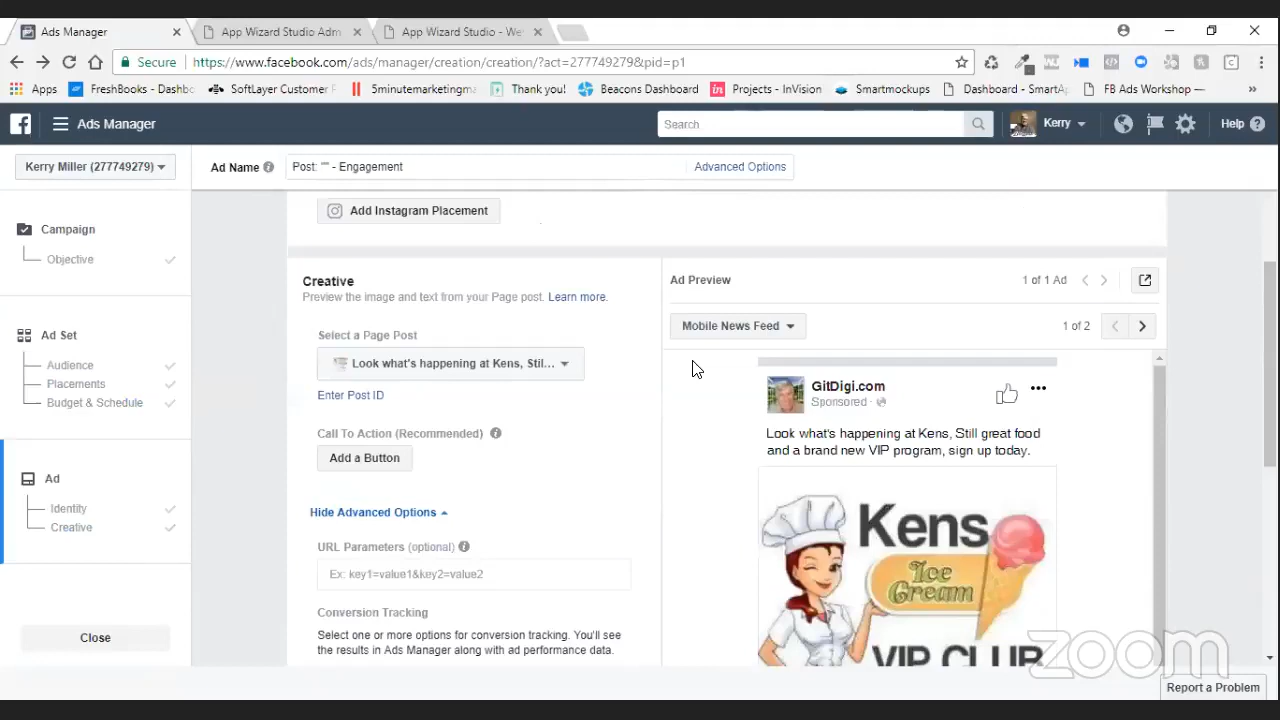 Ads Manager
App Wizard Studio Adm
App Wizard Studio - We
Secure
https://www.facebook.com/ads/manager/creation/creation/?act=277749279&pid=p1
Apps
FreshBooks - Dashbo
SoftLayer Customer P
5minutemarketingma
Thank you!
Beacons Dashboard
Projects - InVision
Smartmockups
Dashboard - SmartAp
FB Ads Workshop —
Ads Manager
Search
Kerry
Help
Kerry Miller (277749279)
Ad Name
Post: "" - Engagement
Advanced Options
Campaign
Objective
Ad Set
Audience
Placements
Budget & Schedule
Ad
Identity
Creative
Close
Add Instagram Placement
Creative
Preview the image and text from your Page post. Learn more.
Select a Page Post
Look what's happening at Kens, Stil...
Enter Post ID
Call To Action (Recommended)
Add a Button
Hide Advanced Options
URL Parameters (optional)
Ex: key1=value1&key2=value2
Conversion Tracking
Select one or more options for conversion tracking. You'll see
the results in Ads Manager along with ad performance data.
Ad Preview
1 of 1 Ad
Mobile News Feed
1 of 2
GitDigi.com
Sponsored ·
Look what's happening at Kens, Still great food
and a brand new VIP program, sign up today.
Kens
Ice
Cream
VIP CLUB
zoom
Report a Problem